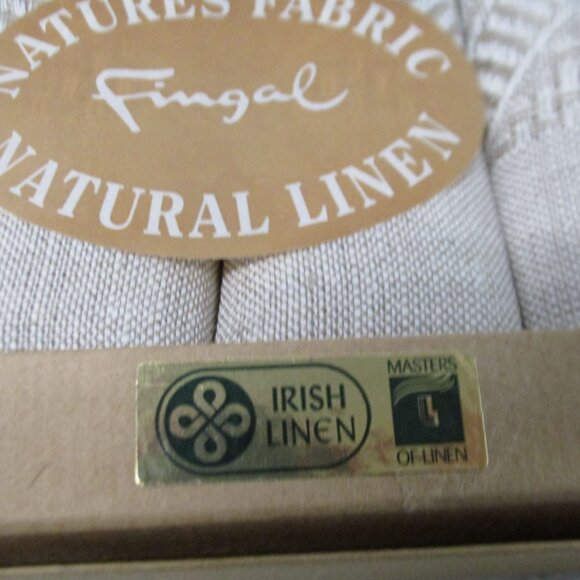 NATURES FABRIC
Fingal
NATURAL LINEN
IRISH
LINEN
MASTERS
OF-LINEN